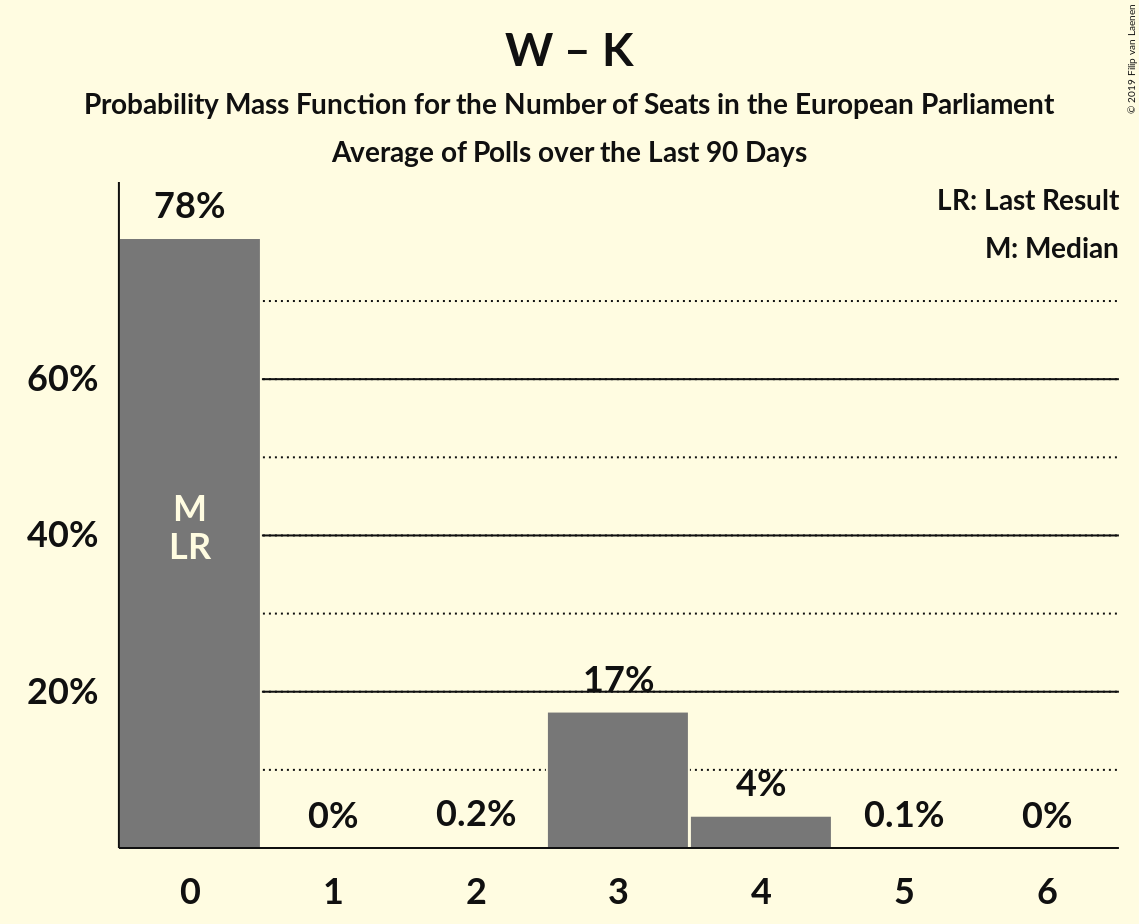 W – K
Probability Mass Function for the Number of Seats in the European Parliament
Average of Polls over the Last 90 Days
© 2019 Filip van Laenen
LR: Last Result
M: Median
78%
60%
40%
20%
M
LR
0%
0.2%
17%
4%
0.1%
0%
0 1 2 3 4 5 6